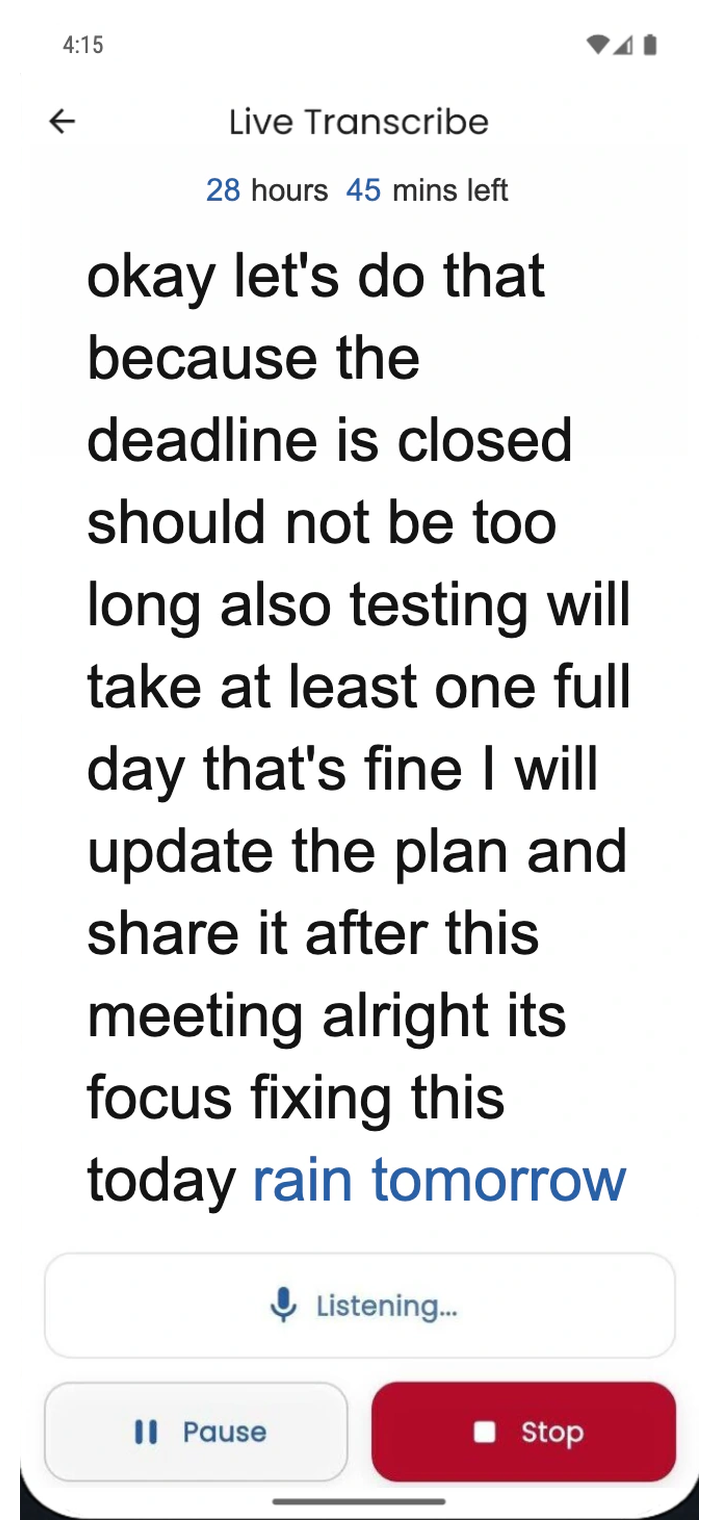 4:15
Live Transcribe
28 hours 45 mins left
okay let's do that
because the
deadline is closed
should not be too
long also testing will
take at least one full
day that's fine I will
update the plan and
share it after this
meeting alright its
focus fixing this
today rain tomorrow
Listening...
Pause
Stop